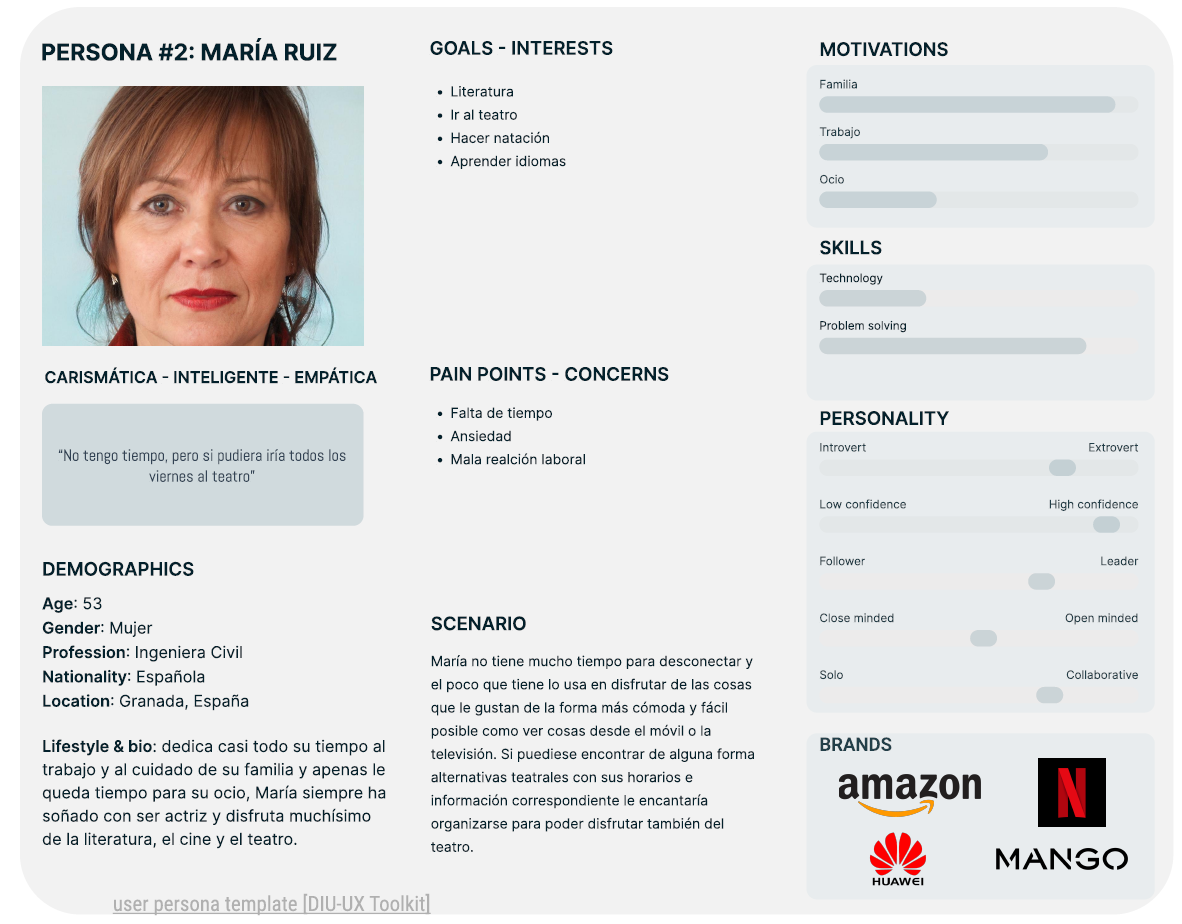 PERSONA #2: MARÍA RUIZ
CARISMÁTICA - INTELIGENTE - EMPÁTICA
“No tengo tiempo, pero si pudiera iría todos los
viernes al teatro”
DEMOGRAPHICS
Age: 53
Gender: Mujer
Profession: Ingeniera Civil
Nationality: Española
Location: Granada, España
Lifestyle & bio: dedica casi todo su tiempo al
trabajo y al cuidado de su familia y apenas le
queda tiempo para su ocio, María siempre ha
soñado con ser actriz y disfruta muchísimo
de la literatura, el cine y el teatro.
GOALS - INTERESTS
• Literatura
• Ir al teatro
• Hacer natación
• Aprender idiomas
PAIN POINTS - CONCERNS
• Falta de tiempo
• Ansiedad
• Mala realción laboral
SCENARIO
María no tiene mucho tiempo para desconectar y
el poco que tiene lo usa en disfrutar de las cosas
que le gustan de la forma más cómoda y fácil
posible como ver cosas desde el móvil o la
televisión. Si puediese encontrar de alguna forma
alternativas teatrales con sus horarios e
información correspondiente le encantaría
organizarse para poder disfrutar también del
teatro.
MOTIVATIONS
Familia
Trabajo
Ocio
SKILLS
Technology
Problem solving
PERSONALITY
Introvert Extrovert
Low confidence High confidence
Follower Leader
Close minded Open minded
Solo Collaborative
BRANDS
amazon
N
HUAWEI
MANGO
user persona template [DIU-UX Toolkit]